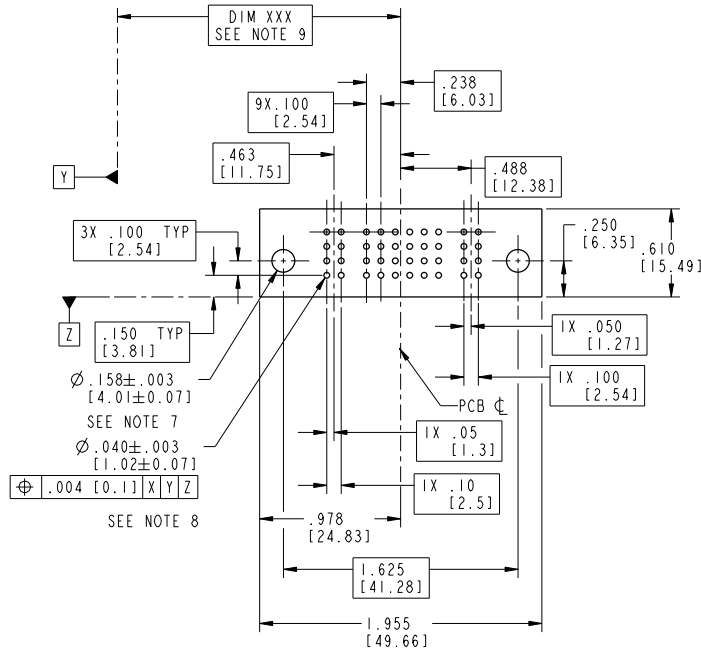 DIM XXX
SEE NOTE 9
.238
[6.03]
9X .100
[2.54]
.463
[11.75]
.488
[12.38]
Y
3X .100 TYP
[2.54]
.250
[6.35]
.610
[15.49]
Z
.150 TYP
[3.81]
1X .050
[1.27]
Ø .158±.003
[4.01±0.07]
SEE NOTE 7
1X .100
[2.54]
PCB ℄
Ø .040±.003
[1.02±0.07]
1X .05
[1.3]
⌖ .004 [0.1] X Y Z
SEE NOTE 8
1X .10
[2.5]
.978
[24.83]
1.625
[41.28]
1.955
[49.66]